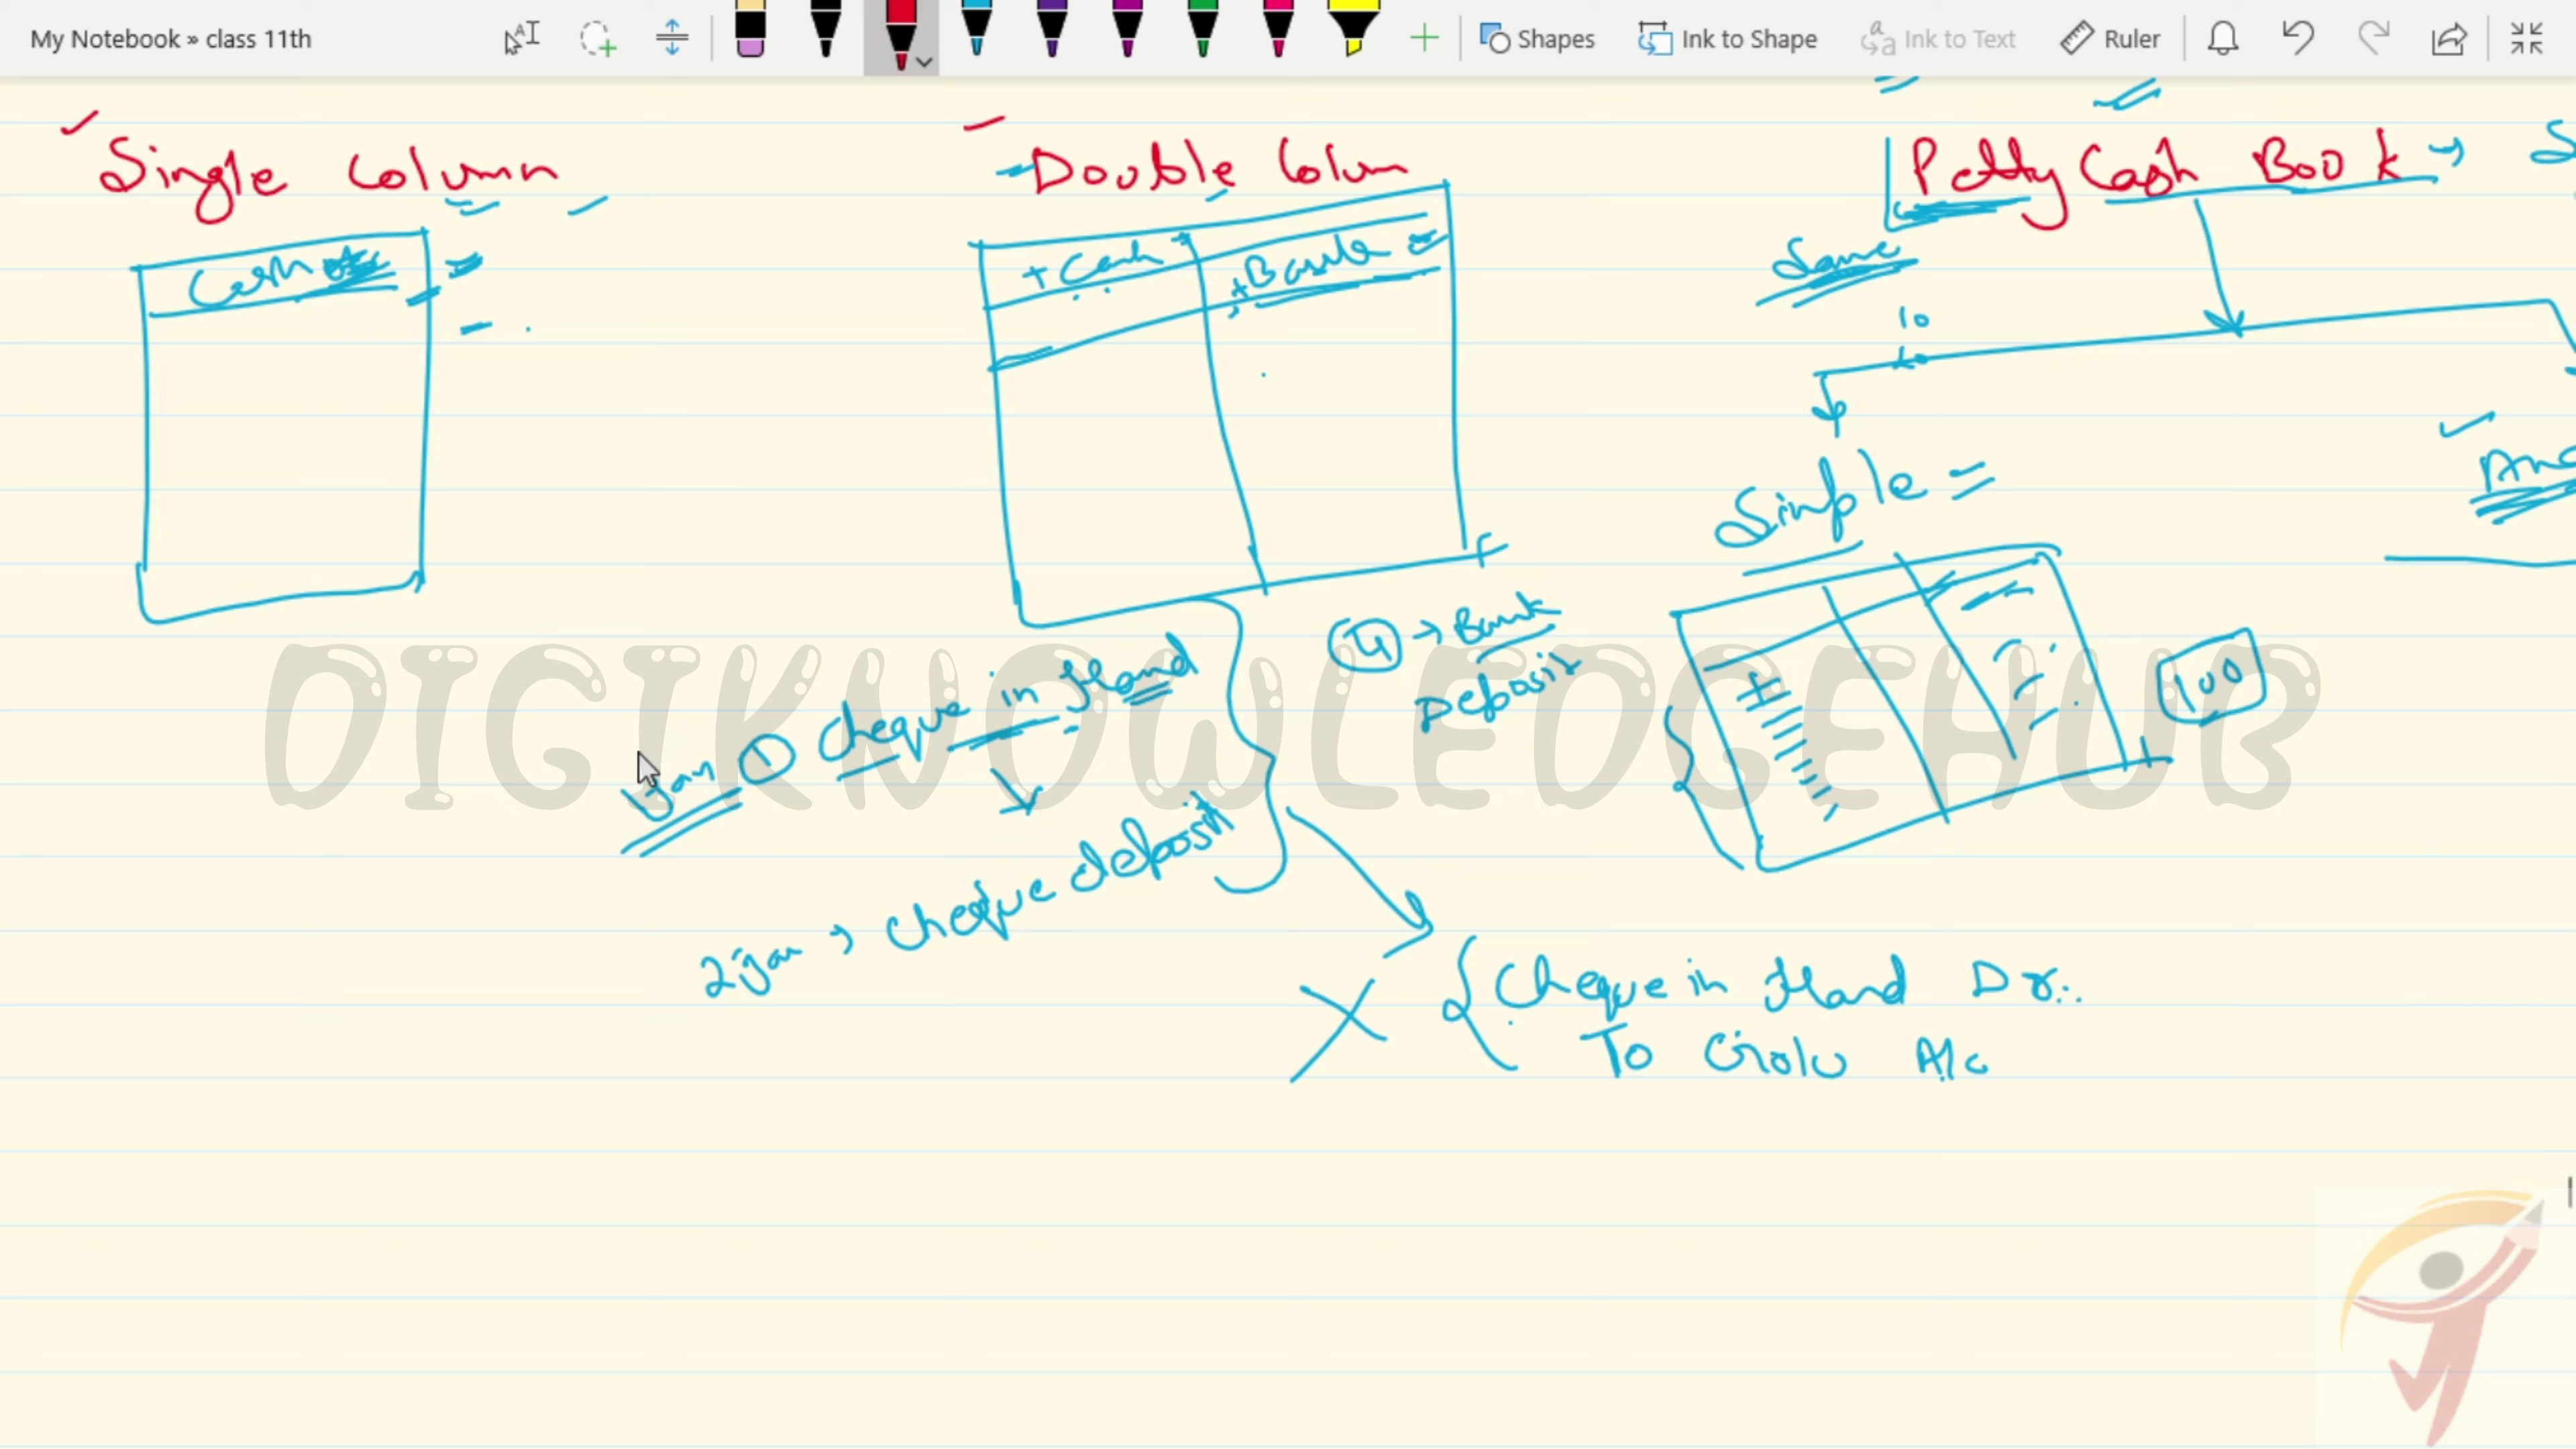 My Notebook » class 11th
Shapes
Ink to Shape
Ink to Text
Ruler
Single Column
Cash
Double Colum
+ Cash
+ Bank
Petty Cash Book → S
Same
10
10
Simple =
Ana
100
4 → Bank
Deposit
Jan 1 Cheque in Hand
2 Jan → Cheque deposit
Cheque in Hand Dr.
To Golu A/c
DIGIKNOWLEDGEHUB